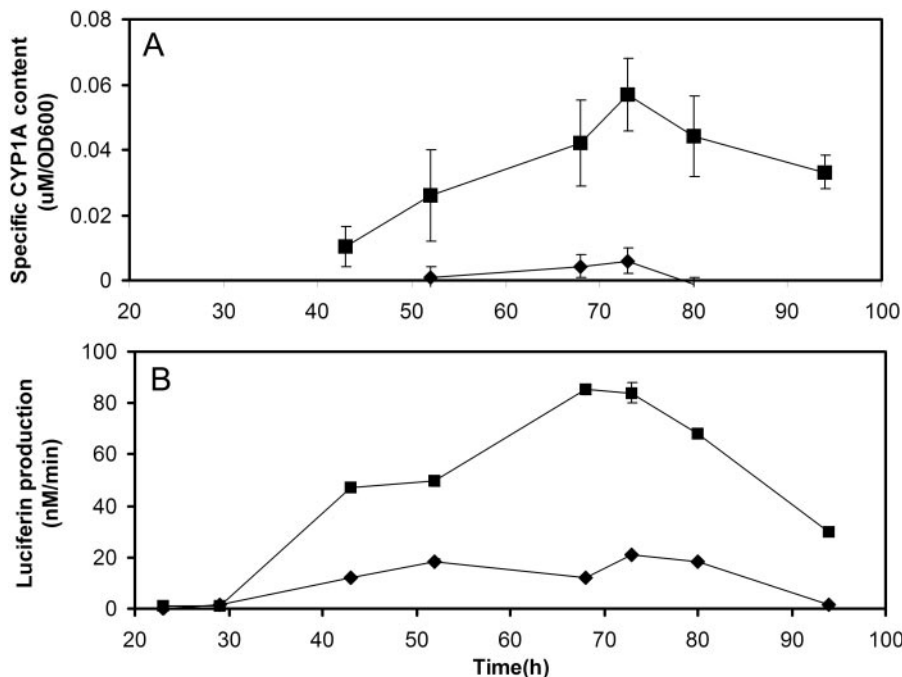 A
Specific CYP1A content
(uM/OD600)
0.08
0.06
0.04
0.02
0
20 30 40 50 60 70 80 90 100
B
Luciferin production
(nM/min)
100
80
60
40
20
0
20 30 40 50 60 70 80 90 100
Time(h)